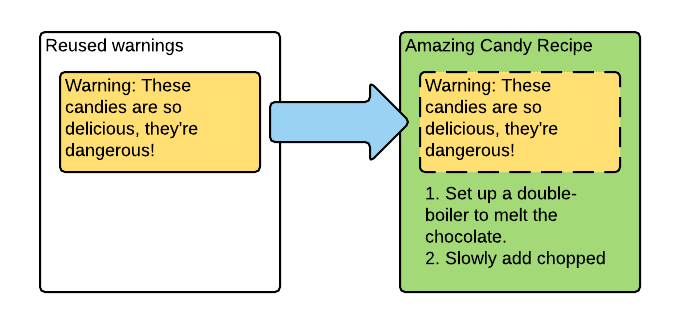 Reused warnings
Warning: These
candies are so
delicious, they're
dangerous!
Amazing Candy Recipe
Warning: These
candies are so
delicious, they're
dangerous!
1. Set up a double-
boiler to melt the
chocolate.
2. Slowly add chopped